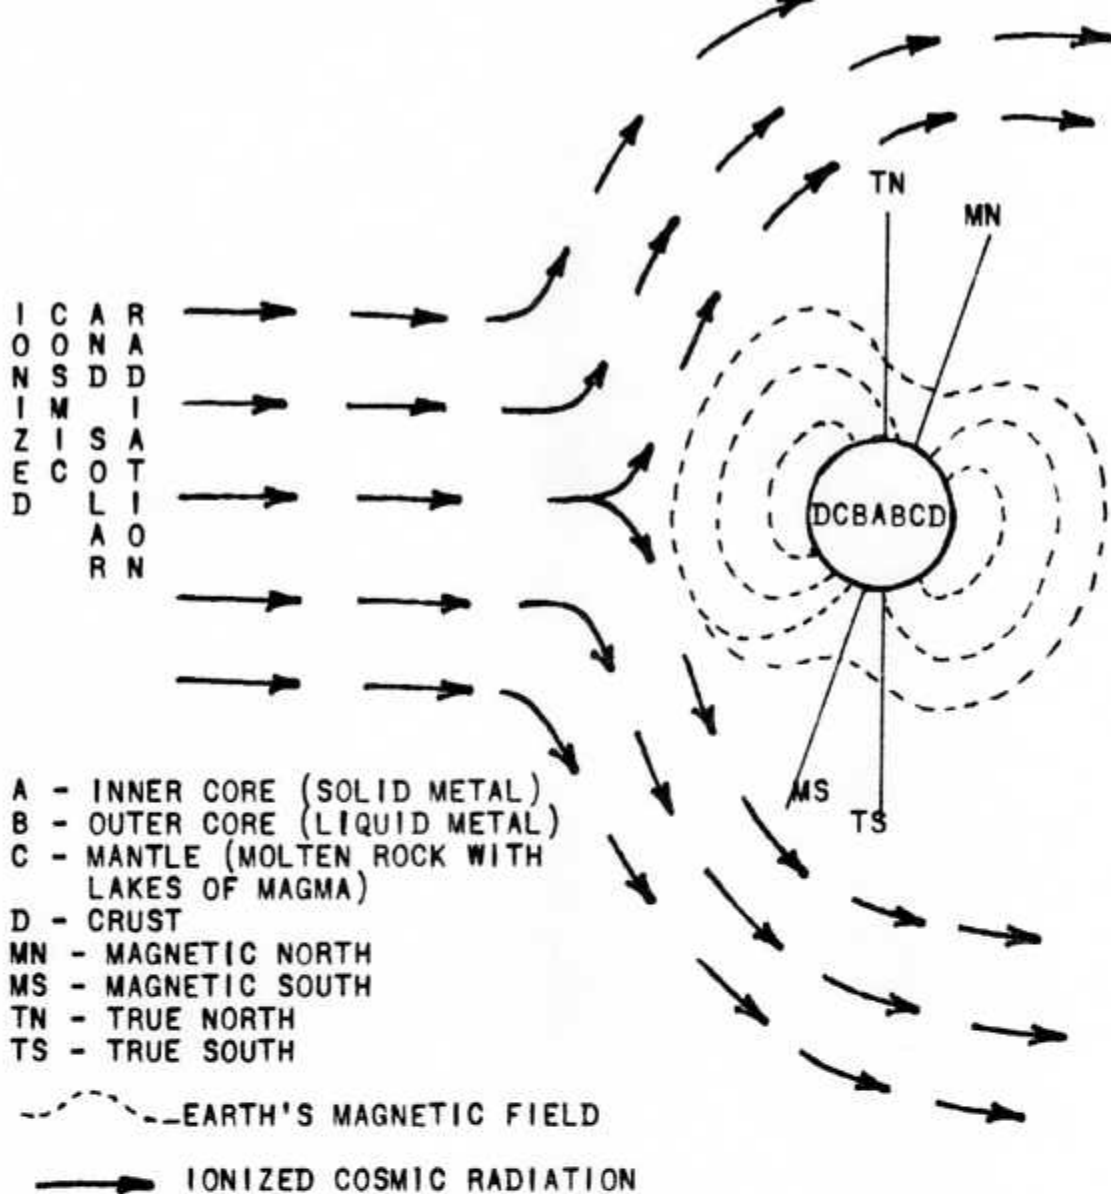 TN
MN
IONIZED
COSMIC
AND SOLAR
RADIATION
DCBABCD
MS
TS
A - INNER CORE (SOLID METAL)
B - OUTER CORE (LIQUID METAL)
C - MANTLE (MOLTEN ROCK WITH
LAKES OF MAGMA)
D - CRUST
MN - MAGNETIC NORTH
MS - MAGNETIC SOUTH
TN - TRUE NORTH
TS - TRUE SOUTH
EARTH'S MAGNETIC FIELD
IONIZED COSMIC RADIATION